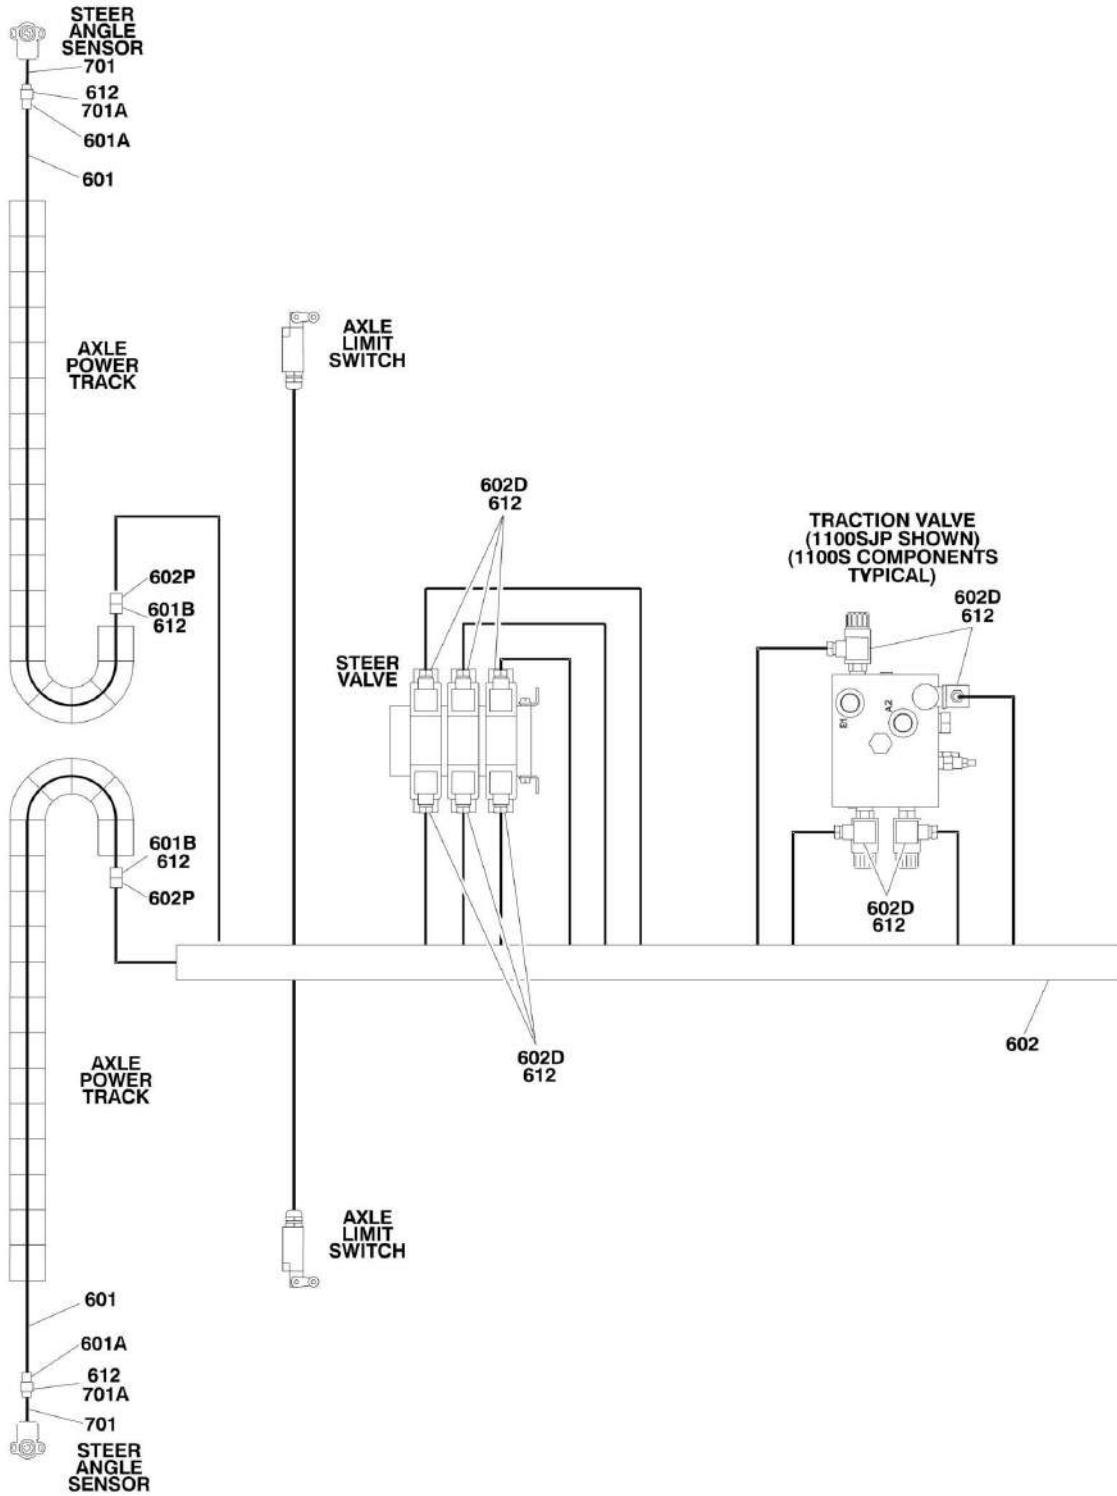 STEER
ANGLE
SENSOR
701
612
701A
601A
601
AXLE
POWER
TRACK
AXLE
LIMIT
SWITCH
602D
612
TRACTION VALVE
(1100SJP SHOWN)
(1100S COMPONENTS
TYPICAL)
602P
601B
612
602D
612
STEER
VALVE
E1
A2
601B
612
602P
602D
612
602
602D
612
AXLE
POWER
TRACK
AXLE
LIMIT
SWITCH
601
601A
612
701A
701
STEER
ANGLE
SENSOR